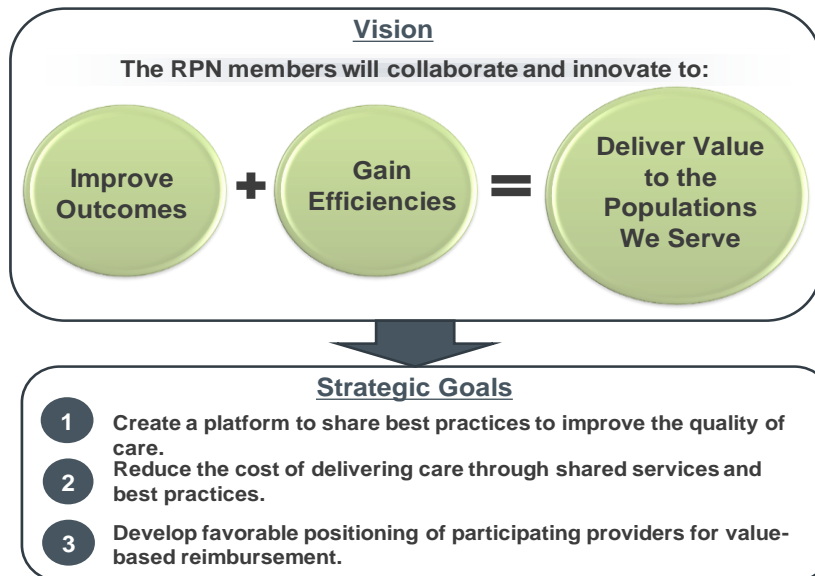 Vision
The RPN members will collaborate and innovate to:
Improve
Outcomes
+
Gain
Efficiencies
=
Deliver Value
to the
Populations
We Serve
Strategic Goals
1 Create a platform to share best practices to improve the quality of
care.
2 Reduce the cost of delivering care through shared services and
best practices.
3 Develop favorable positioning of participating providers for value-
based reimbursement.